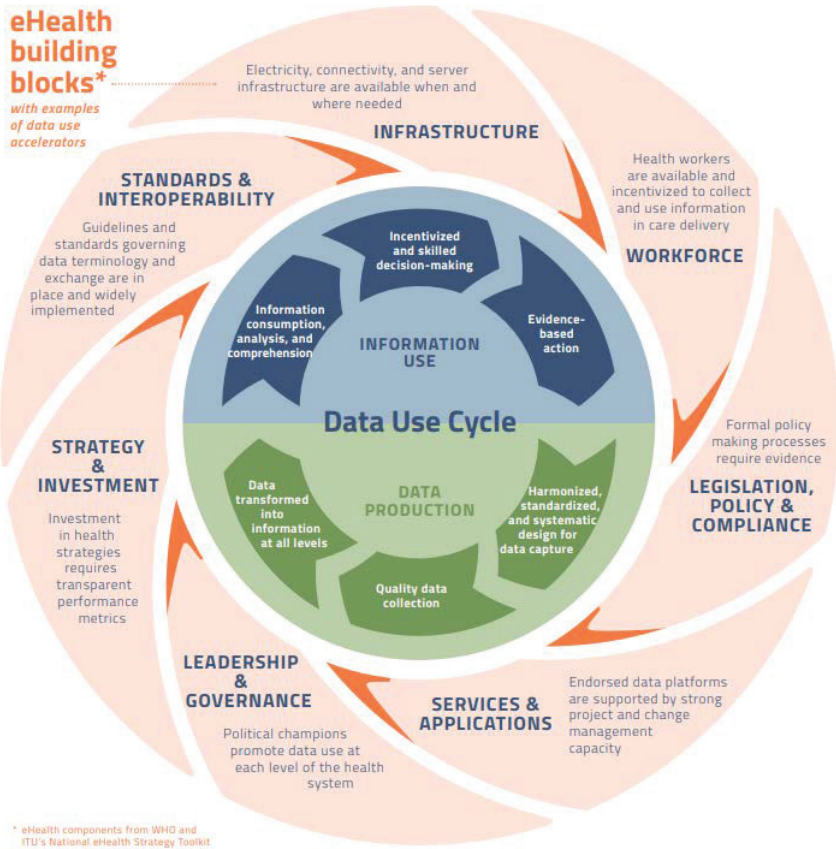 eHealth
building
blocks*
with examples
of data use
accelerators
Electricity, connectivity, and server
infrastructure are available when and
where needed
INFRASTRUCTURE
Health workers
are available and
incentivized to collect
and use information
in care delivery
WORKFORCE
Formal policy
making processes
require evidence
LEGISLATION,
POLICY &
COMPLIANCE
Endorsed data platforms
are supported by strong
project and change
management
capacity
SERVICES &
APPLICATIONS
LEADERSHIP
&
GOVERNANCE
Political champions
promote data use at
each level of the health
system
STRATEGY
&
INVESTMENT
Investment
in health
strategies
requires
transparent
performance
metrics
STANDARDS &
INTEROPERABILITY
Guidelines and
standards governing
data terminology and
exchange are in
place and widely
implemented
Incentivized
and skilled
decision-making
Evidence-
based
action
Information
consumption,
analysis, and
comprehension
INFORMATION
USE
Data Use Cycle
DATA
PRODUCTION
Harmonized,
standardized,
and systematic
design for
data capture
Quality data
collection
Data
transformed
into
information
at all levels
* eHealth components from WHO and
ITU's National eHealth Strategy Toolkit